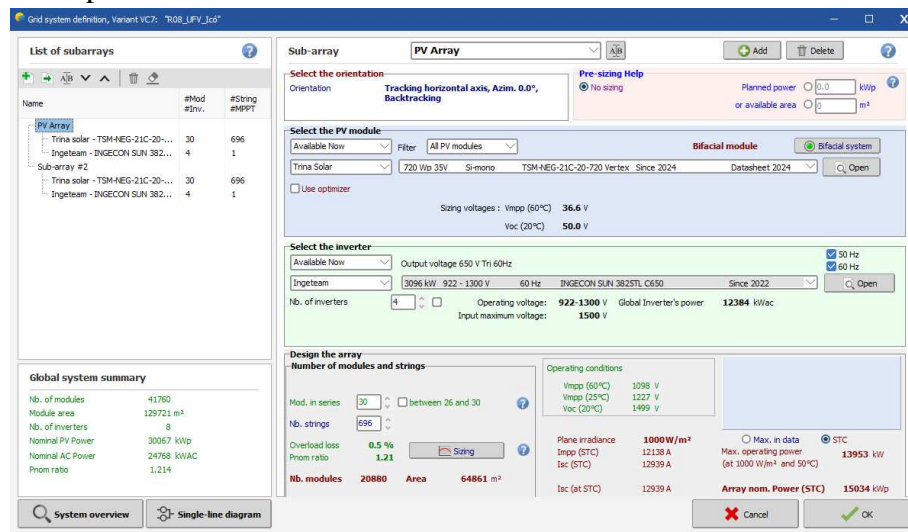 Grid system definition, Variant VC7: "R08_UFV_Icó"
List of subarrays
Name #Mod #String
#Inv. #MPPT
PV Array
Trina solar - TSM-NEG-21C-20-... 30 696
Ingeteam - INGECON SUN 382... 4 1
Sub-array #2
Trina solar - TSM-NEG-21C-20-... 30 696
Ingeteam - INGECON SUN 382... 4 1
Global system summary
Nb. of modules 41760
Module area 129721 m²
Nb. of inverters 8
Nominal PV Power 30067 kWp
Nominal AC Power 24768 kWAC
Pnom ratio 1.214
System overview Single-line diagram
Sub-array PV Array Add Delete
Select the orientation
Orientation Tracking horizontal axis, Azim. 0.0°,
Backtracking
Pre-sizing Help
No sizing Planned power 0.0 kWp
or available area 0 m²
Select the PV module
Available Now Filter All PV modules Bifacial module Bifacial system
Trina Solar 720 Wp 35V Si-mono TSM-NEG-21C-20-720 Vertex Since 2024 Datasheet 2024 Open
Use optimizer
Sizing voltages : Vmpp (60°C) 36.6 V
Voc (20°C) 50.0 V
Select the inverter
Available Now Output voltage 650 V Tri 60Hz 50 Hz
60 Hz
Ingeteam 3096 kW 922 - 1300 V 60 Hz INGECON SUN 3825TL C650 Since 2022 Open
Nb. of inverters 4 Operating voltage: 922-1300 V Global Inverter's power 12384 kWac
Input maximum voltage: 1500 V
Design the array
Number of modules and strings
Mod. in series 30 between 26 and 30
Nb. strings 696
Overload loss 0.5 %
Pnom ratio 1.21 Sizing
Nb. modules 20880 Area 64861 m²
Operating conditions
Vmpp (60°C) 1098 V
Vmpp (25°C) 1227 V
Voc (20°C) 1499 V
Plane irradiance 1000 W/m²
Impp (STC) 12138 A
Isc (STC) 12939 A
Isc (at STC) 12939 A
Max. in data STC
Max. operating power 13953 kW
(at 1000 W/m² and 50°C)
Array nom. Power (STC) 15034 kWp
Cancel OK